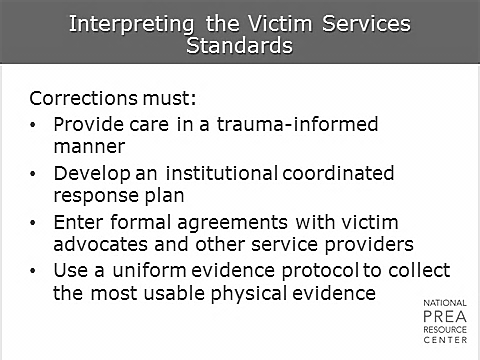 Interpreting the Victim Services
Standards
Corrections must:
• Provide care in a trauma-informed
manner
• Develop an institutional coordinated
response plan
• Enter formal agreements with victim
advocates and other service providers
• Use a uniform evidence protocol to collect
the most usable physical evidence
NATIONAL
PREA
RESOURCE
CENTER